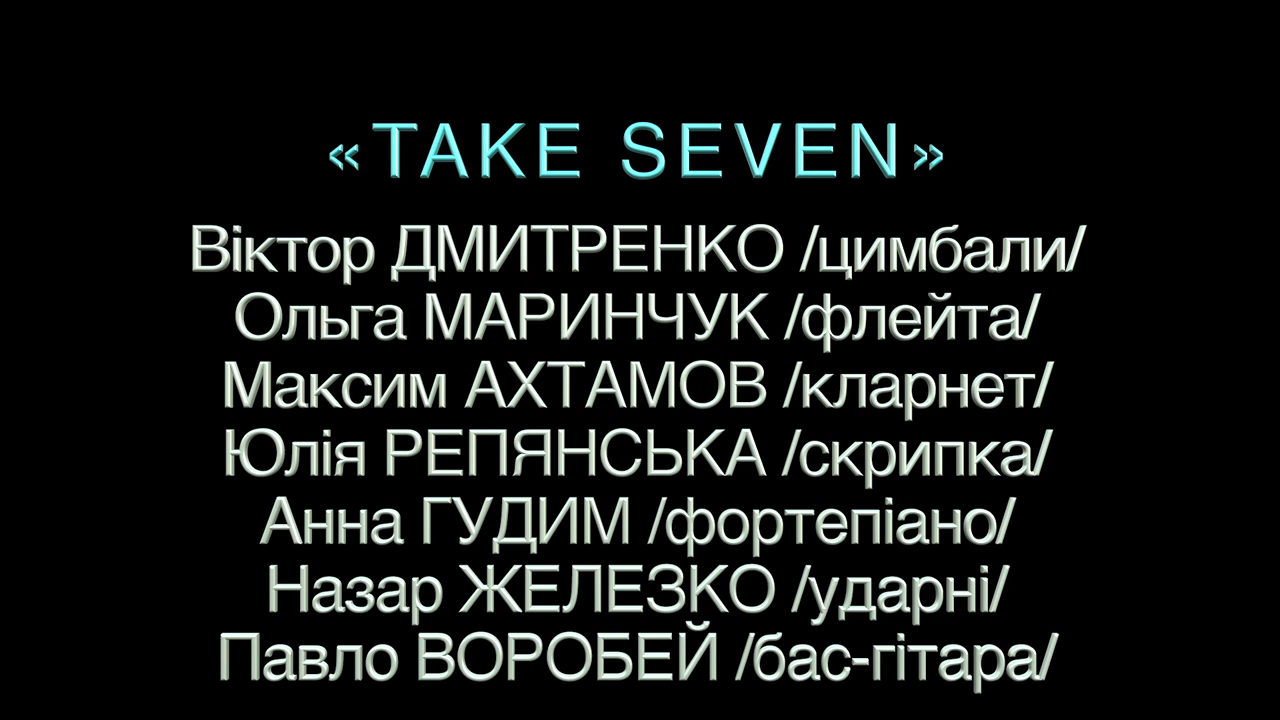 «TAKE SEVEN»
Віктор ДМИТРЕНКО /цимбали/
Ольга МАРИНЧУК /флейта/
Максим АХТАМОВ /кларнет/
Юлія РЕПЯНСЬКА /скрипка/
Анна ГУДИМ /фортепіано/
Назар ЖЕЛЕЗКО /ударні/
Павло ВОРОБЕЙ /бас-гітара/